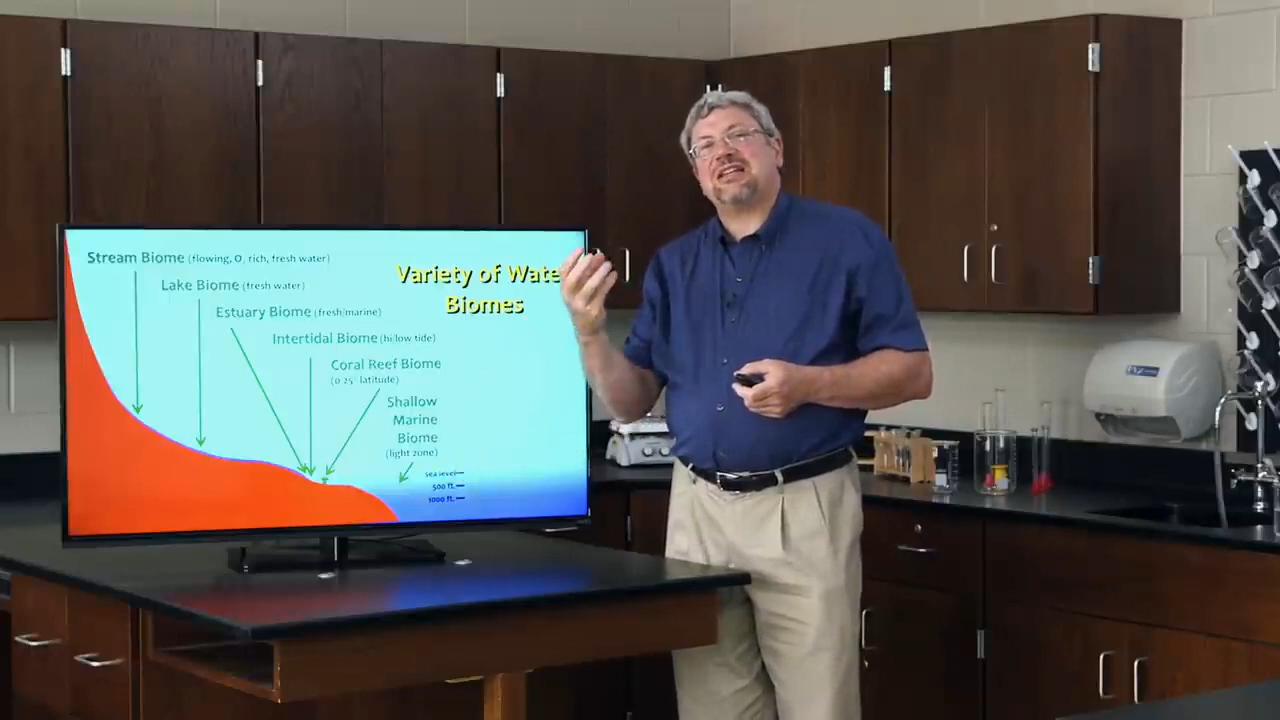 Stream Biome (flowing, O₂ rich, fresh water)
Variety of Wate
Biomes
Lake Biome (fresh water)
Estuary Biome (fresh/marine)
Intertidal Biome (hi/low tide)
Coral Reef Biome
(0-25° latitude)
Shallow
Marine
Biome
(light zone)
sea level
500 ft.
1000 ft.